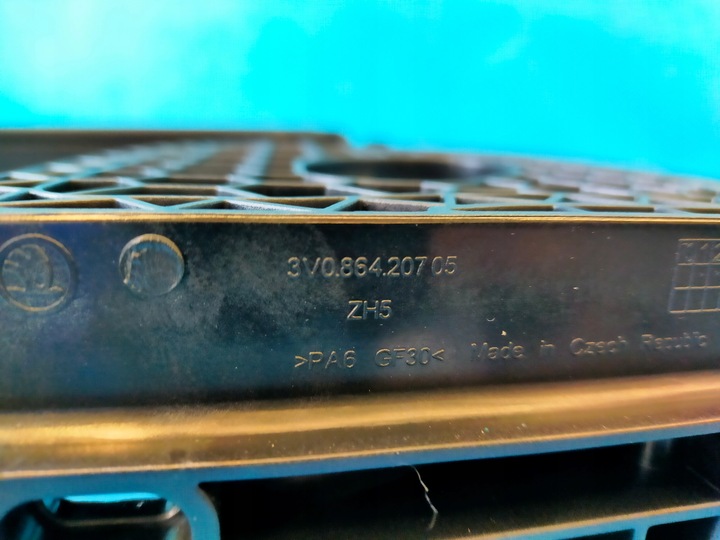 3V0.864.207 05
ZH5
>PA6 GF30< Made in Czech Republic